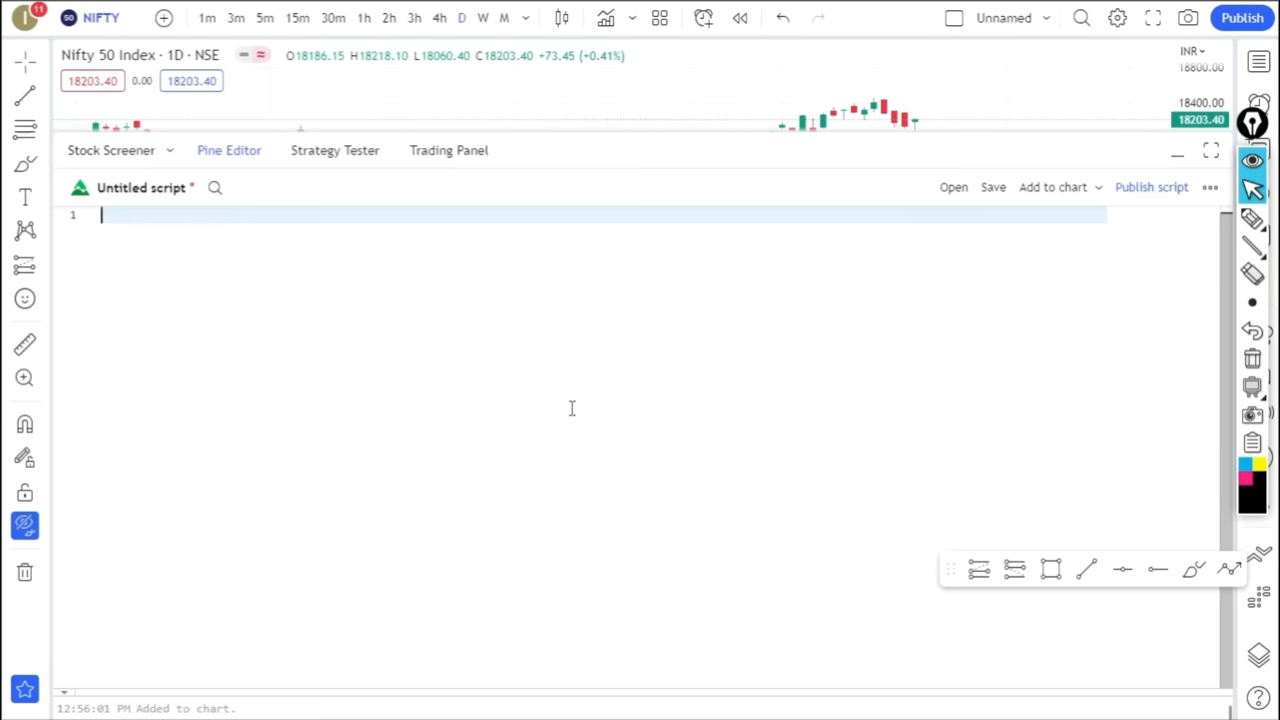 I 11 50 NIFTY 1m 3m 5m 15m 30m 1h 2h 3h 4h D W M Unnamed Publish
Nifty 50 Index · 1D · NSE O18186.15 H18218.10 L18060.40 C18203.40 +73.45 (+0.41%) INR
18203.40 0.00 18203.40
18800.00
18400.00
18203.40
Stock Screener Pine Editor Strategy Tester Trading Panel
Untitled script * Open Save Add to chart Publish script
1
12:56:01 PM Added to chart.